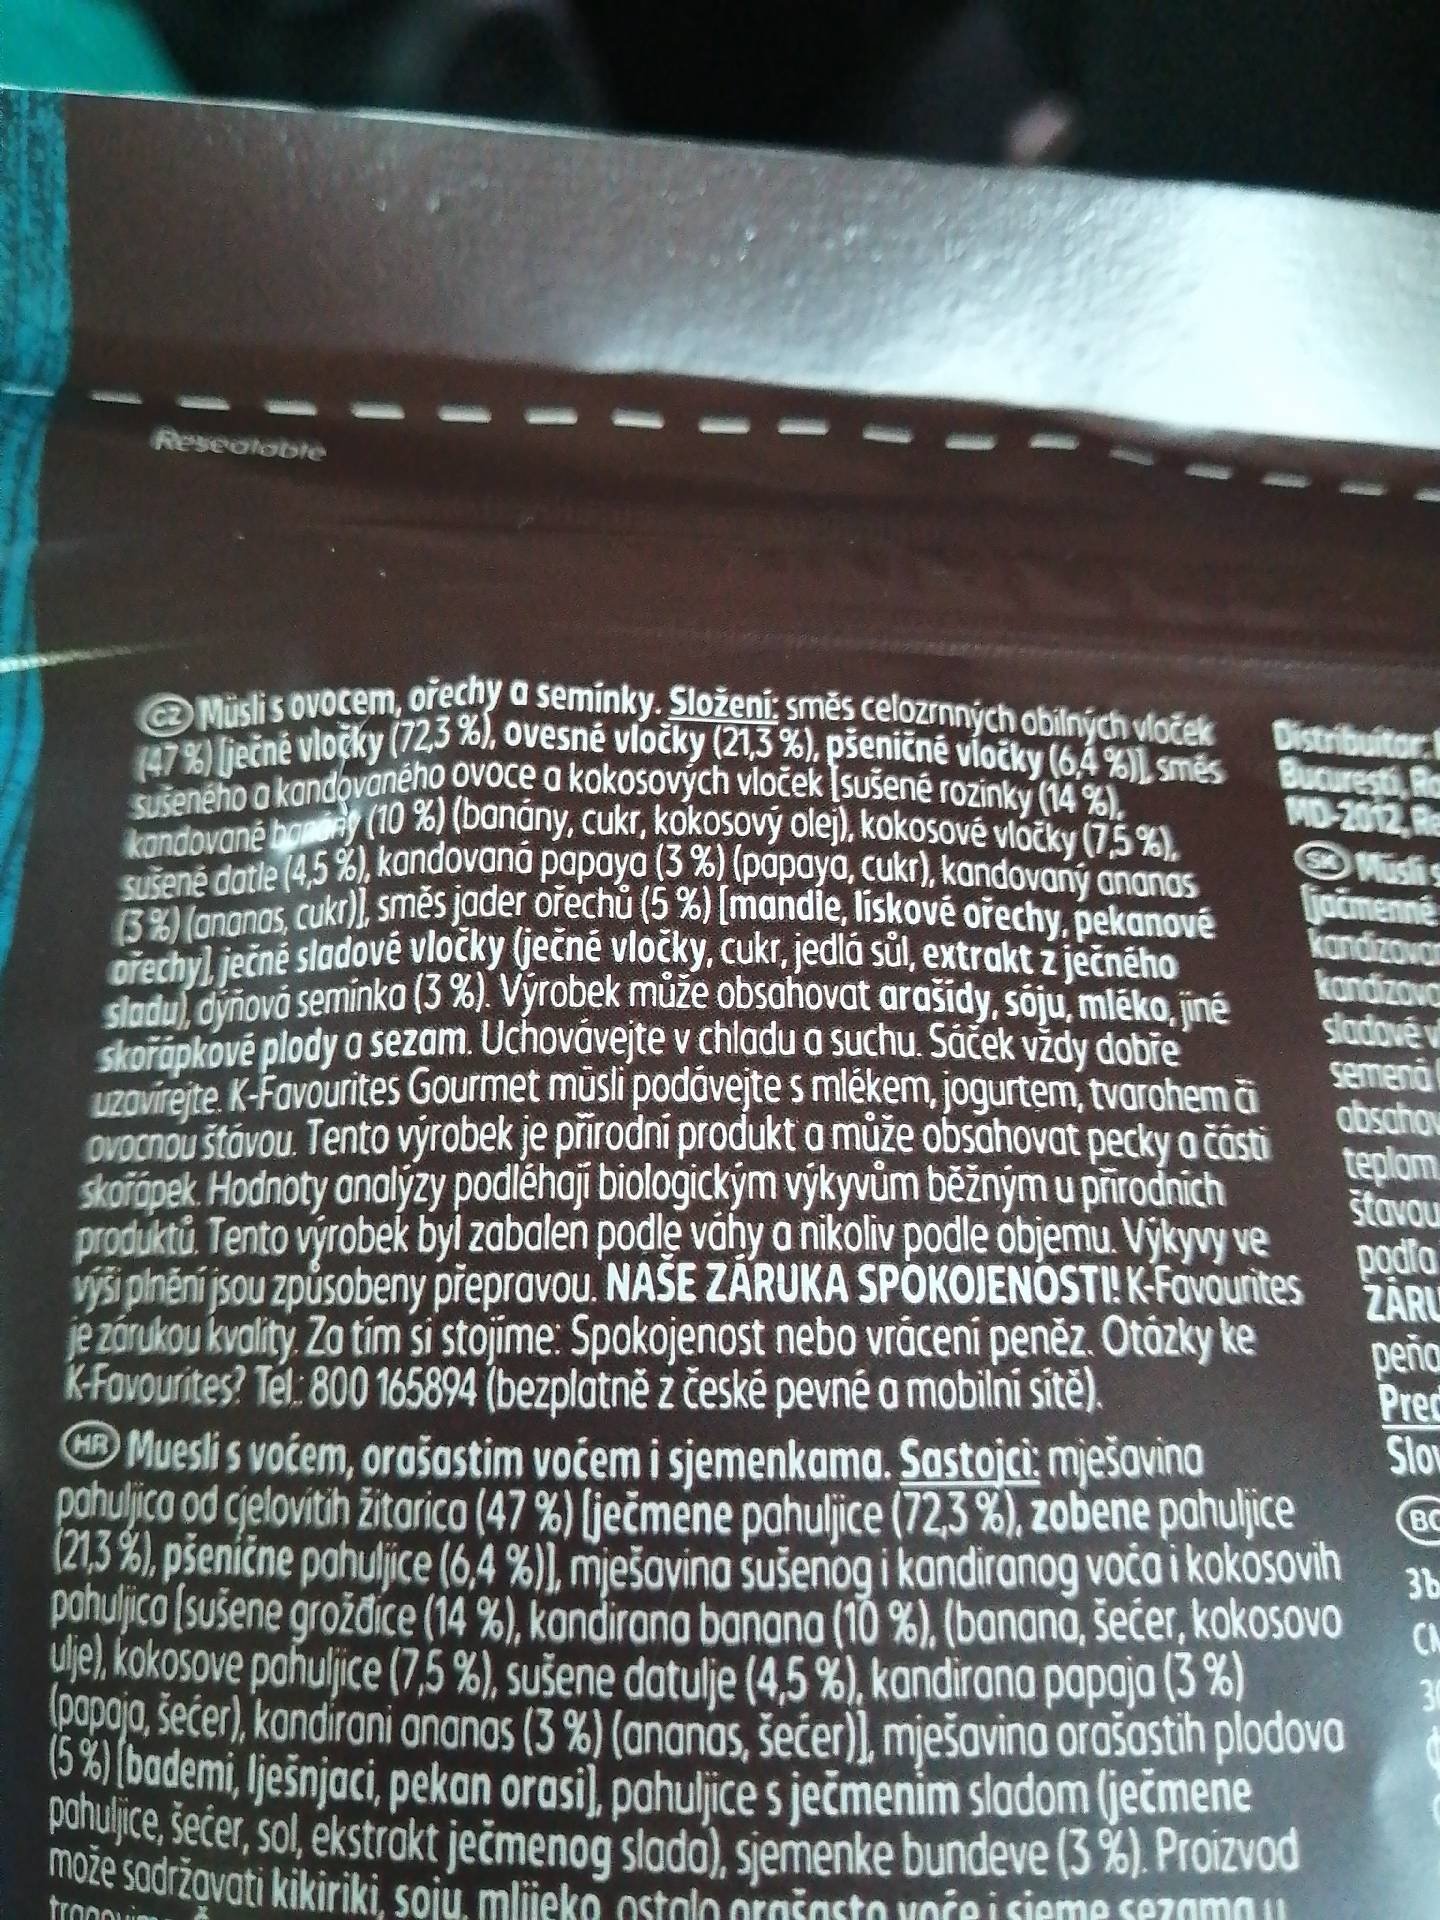 Resealable
CZ Müsli s ovocem, ořechy a semínky. Složení: směs celozrnných obilných vloček
(47 %) [ječné vločky (72,3 %), ovesné vločky (21,3 %), pšeničné vločky (6,4 %)], směs
sušeného a kandovaného ovoce a kokosových vloček [sušené rozinky (14 %),
kandované banány (10 %) (banány, cukr, kokosový olej), kokosové vločky (7,5 %),
sušené datle (4,5 %), kandovaná papaya (3 %) (papaya, cukr), kandovaný ananas
(3 %) (ananas, cukr)], směs jader ořechů (5 %) [mandle, lískové ořechy, pekanové
ořechy], ječné sladové vločky (ječné vločky, cukr, jedlá sůl, extrakt z ječného
sladu), dýňová semínka (3 %). Výrobek může obsahovat arašídy, sóju, mléko, jiné
skořápkové plody a sezam. Uchovávejte v chladu a suchu. Sáček vždy dobře
uzavírejte. K-Favourites Gourmet müsli podávejte s mlékem, jogurtem, tvarohem či
ovocnou šťávou. Tento výrobek je přírodní produkt a může obsahovat pecky a části
skořápek. Hodnoty analýzy podléhají biologickým výkyvům běžným u přírodních
produktů. Tento výrobek byl zabalen podle váhy a nikoliv podle objemu. Výkyvy ve
výši plnění jsou způsobeny přepravou. NAŠE ZÁRUKA SPOKOJENOSTI! K-Favourites
je zárukou kvality. Za tím si stojíme: Spokojenost nebo vrácení peněz. Otázky ke
K-Favourites? Tel.: 800 165894 (bezplatně z české pevné a mobilní sítě).
HR Muesli s voćem, orašastim voćem i sjemenkama. Sastojci: mješavina
pahuljica od cjelovitih žitarica (47 %) [ječmene pahuljice (72,3 %), zobene pahuljice
(21,3 %), pšenične pahuljice (6,4 %)], mješavina sušenog i kandiranog voća i kokosovih
pahuljica [sušene grožđice (14 %), kandirana banana (10 %), (banana, šećer, kokosovo
ulje), kokosove pahuljice (7,5 %), sušene datulje (4,5 %), kandirana papaja (3 %)
(papaja, šećer), kandirani ananas (3 %) (ananas, šećer)], mješavina orašastih plodova
(5 %) [bademi, lješnjaci, pekan orasi], pahuljice s ječmenim sladom (ječmene
pahuljice, šećer, sol, ekstrakt ječmenog slada), sjemenke bundeve (3 %). Proizvod
može sadržavati kikiriki, soju, mlijeko, ostalo orašasto voće i sjeme sezama u
Distribuitor:
București,
MD-2012,
SK Müsli s
[jačmenné
sladové
semená
teplom
šťavou
podľa